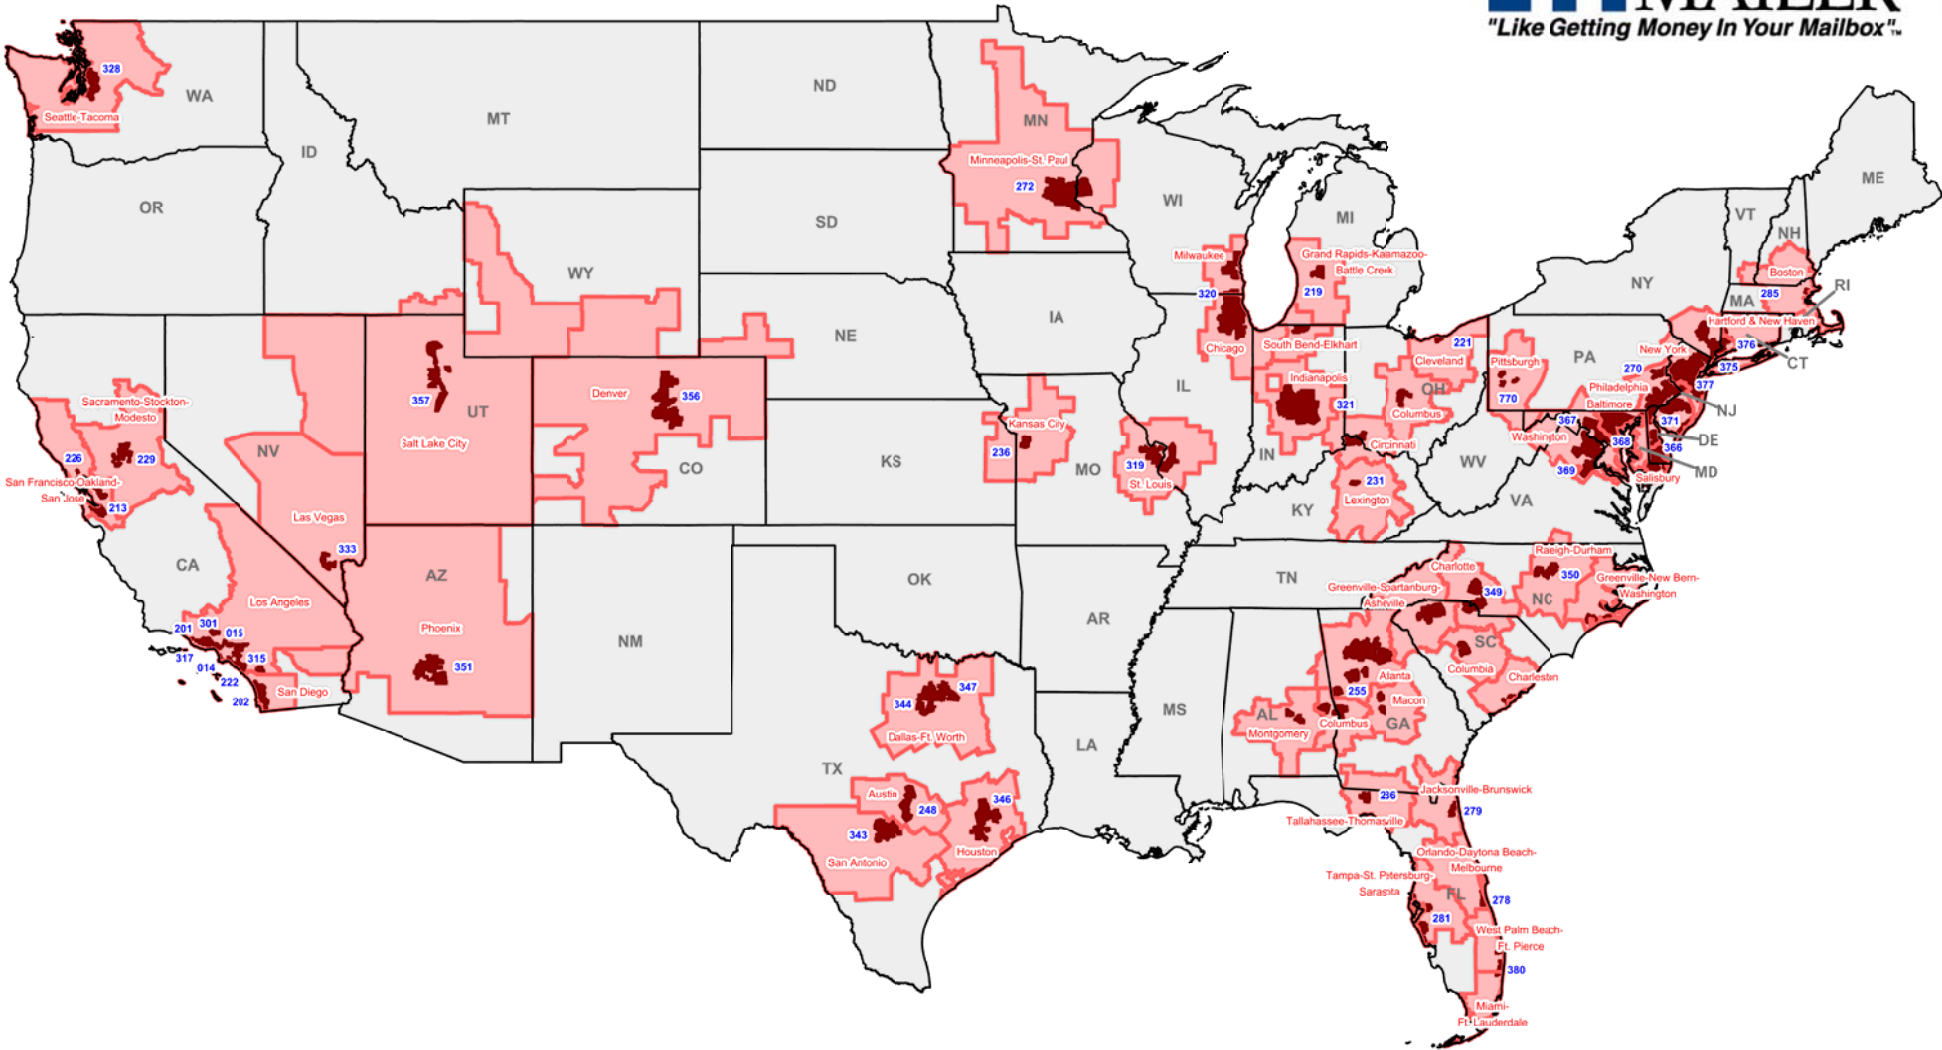 MAILER
"Like Getting Money In Your Mailbox"™
328
WA
Seattle-Tacoma
MT
ND
MN
Minneapolis-St. Paul
272
ID
OR
SD
WI
MI
ME
VT
NH
WY
Milwaukee
Grand Rapids-Kaamazoo-
Battle Creek
320
219
NY
Boston
MA
285
RI
IA
NE
Hartford & New Haven
376
CT
Chicago
South Bend-Elkhart
221
Cleveland
Pittsburgh
PA
New York
270
375
377
357
UT
Salt Lake City
Denver
356
IL
Indianapolis
OH
Columbus
321
770
Philadelphia
Baltimore
NJ
Sacramento-Stockton-
Modesto
229
226
San Francisco-Oakland-
San Jose
213
NV
CO
KS
Kansas City
236
MO
319
St. Louis
IN
Cincinnati
367
Washington
368
371
DE
366
369
MD
Salisbury
WV
231
Lexington
KY
VA
Las Vegas
333
CA
AZ
OK
TN
Raleigh-Durham
350
NC
Charlotte
349
Greenville-New Bern-
Washington
Greenville-Spartanburg-
Asheville
Los Angeles
201
301
317
014
315
222
San Diego
Phoenix
351
NM
AR
SC
Columbia
Charleston
Atlanta
255
Macon
GA
Columbus
AL
Montgomery
MS
347
344
Dallas-Ft. Worth
LA
TX
Austin
248
346
343
San Antonio
Houston
Jacksonville-Brunswick
279
Tallahassee-Thomasville
Orlando-Daytona Beach-
Melbourne
Tampa-St. Petersburg-
Sarasota
FL
278
281
West Palm Beach-
Ft. Pierce
380
Miami-
Ft. Lauderdale